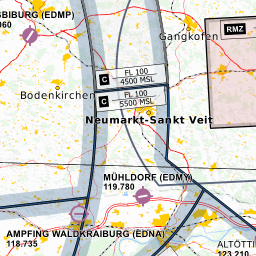 SBIBURG (EDMP)
060
Gangkofen
RMZ
C
FL 100
4500 MSL
Bodenkirchen
C
FL 100
5500 MSL
Neumarkt-Sankt Veit
MÜHLDORF (EDMY)
119.780
AMPFING WALDKRAIBURG (EDNA)
118.735
ALTÖTTI
123.210